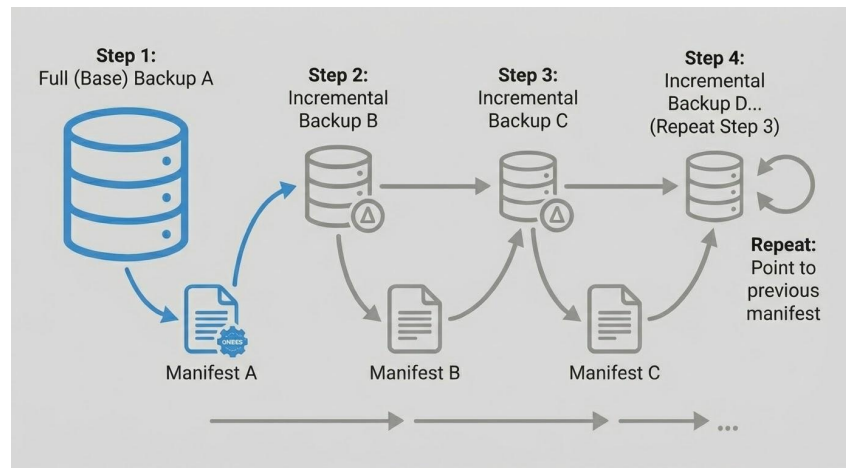 Step 1:
Full (Base) Backup A
Step 2:
Incremental
Backup B
Step 3:
Incremental
Backup C
Step 4:
Incremental
Backup D...
(Repeat Step 3)
Δ
Δ
Repeat:
Point to
previous
manifest
Manifest A
Manifest B
Manifest C
...